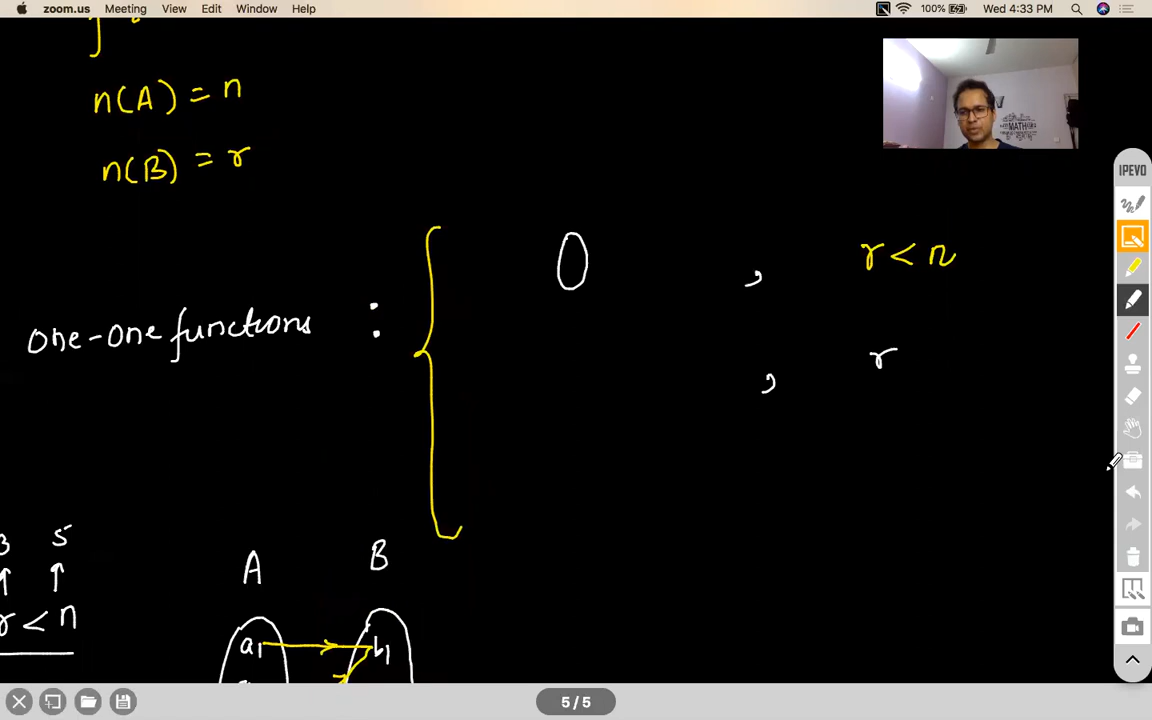 zoom.us Meeting View Edit Window Help 100% Wed 4:33 PM
n(A) = n
MATH
n(B) = r
IPEVO
0 , r < n
one-one functions :
, r
3 5
↑ ↑
r < n
A B
a1 b1
5 / 5